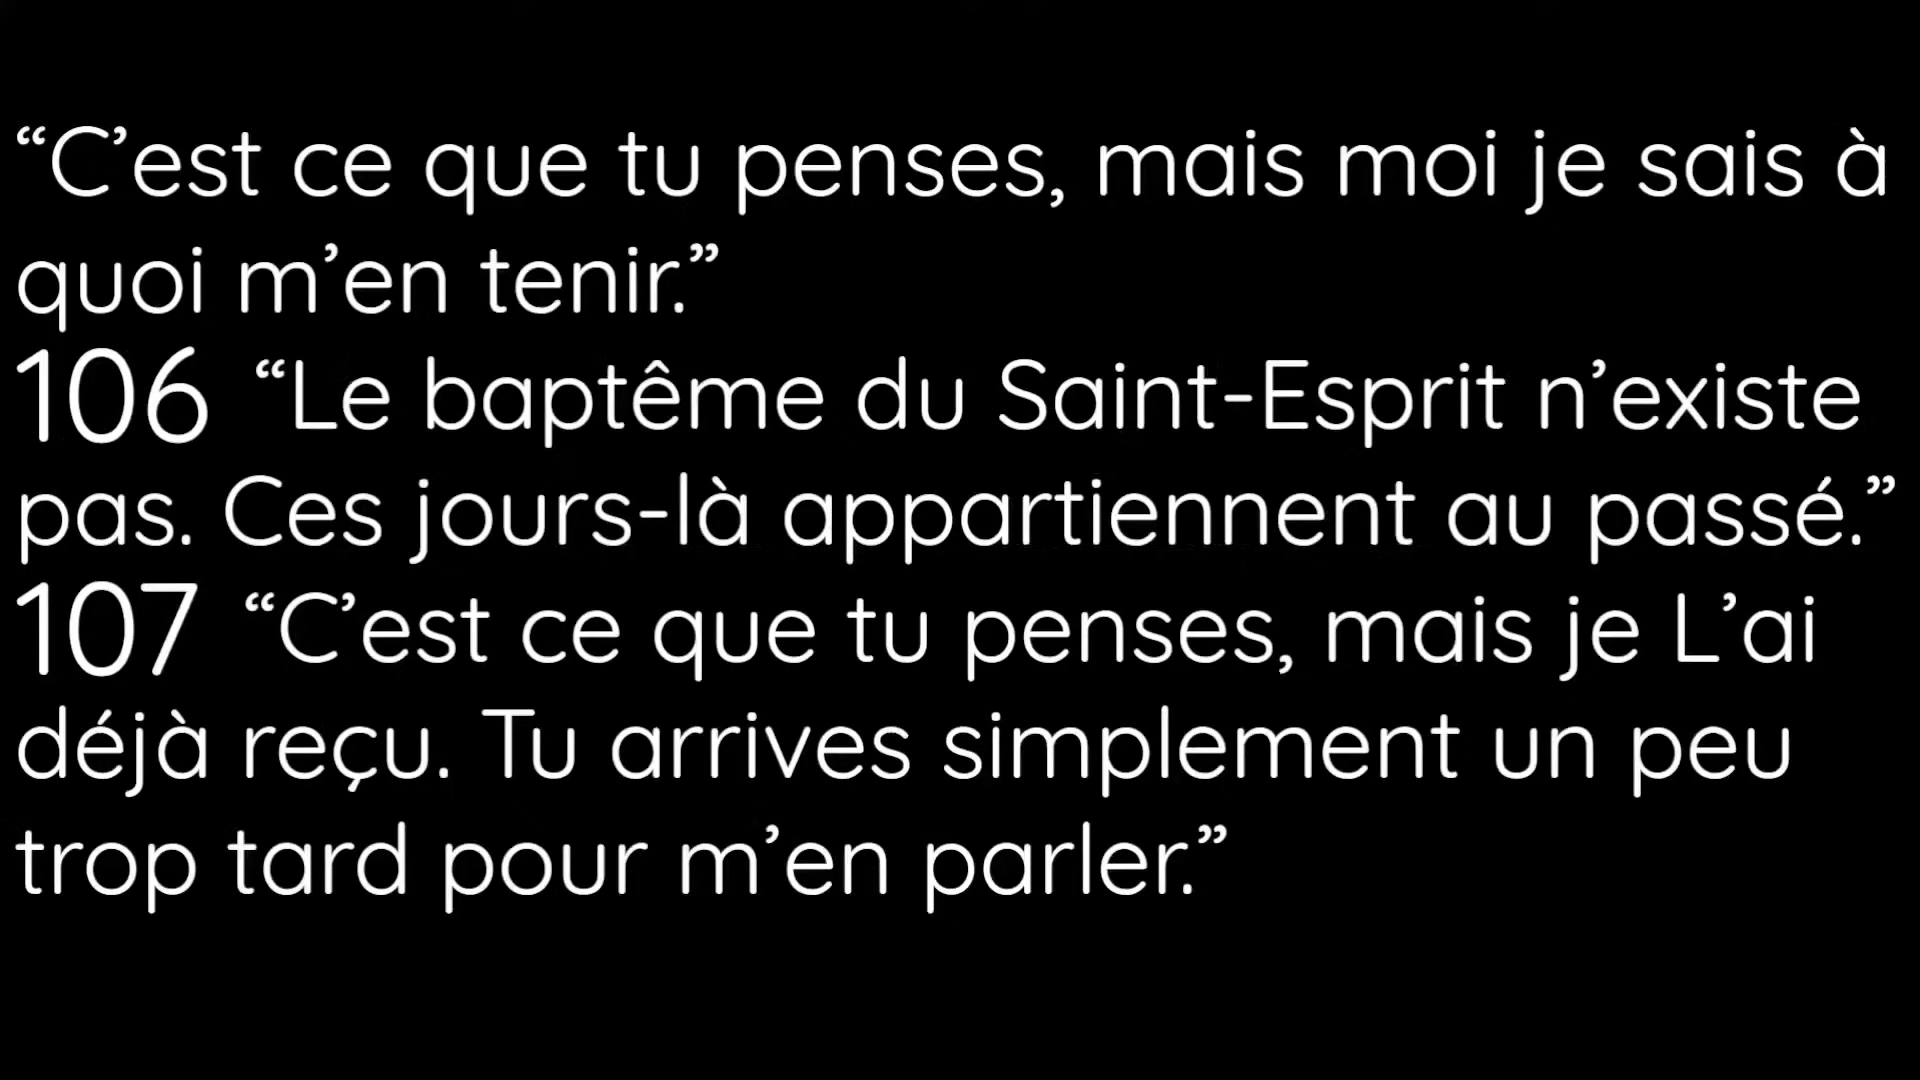 “C’est ce que tu penses, mais moi je sais à
quoi m’en tenir.”
106 “Le baptême du Saint-Esprit n’existe
pas. Ces jours-là appartiennent au passé.”
107 “C’est ce que tu penses, mais je L’ai
déjà reçu. Tu arrives simplement un peu
trop tard pour m’en parler.”